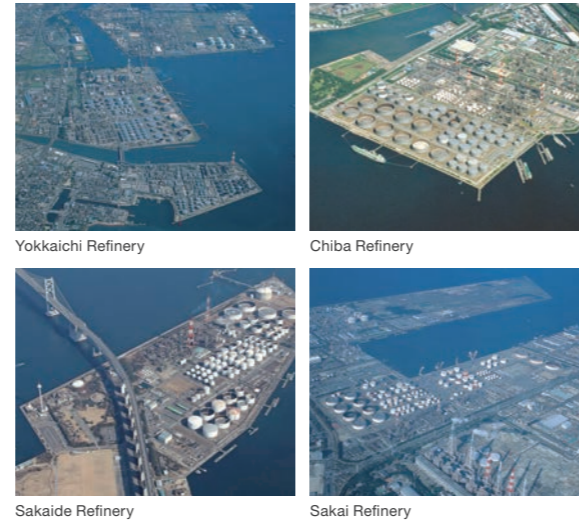 Yokkaichi Refinery
Chiba Refinery
Sakaide Refinery
Sakai Refinery